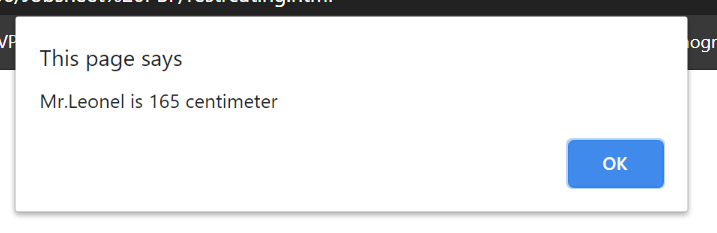 This page says
Mr.Leonel is 165 centimeter
OK